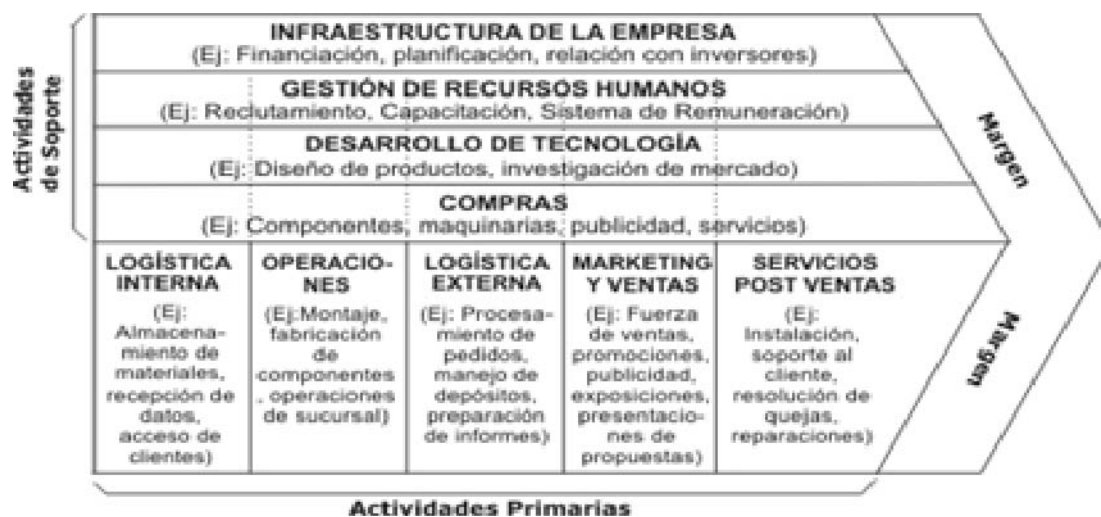 Actividades
de Soporte
INFRAESTRUCTURA DE LA EMPRESA
(Ej: Financiación, planificación, relación con inversores)
GESTIÓN DE RECURSOS HUMANOS
(Ej: Reclutamiento, Capacitación, Sistema de Remuneración)
DESARROLLO DE TECNOLOGÍA
(Ej: Diseño de productos, investigación de mercado)
COMPRAS
(Ej: Componentes, maquinarias, publicidad, servicios)
Margen
LOGÍSTICA
INTERNA
(Ej:
Almacena-
miento de
materiales,
recepción de
datos,
acceso de
clientes)
OPERACIO-
NES
(Ej:Montaje,
fabricación
de
componentes
, operaciones
de sucursal)
LOGÍSTICA
EXTERNA
(Ej: Procesa-
miento de
pedidos,
manejo de
depósitos,
preparación
de informes)
MARKETING
Y VENTAS
(Ej: Fuerza
de ventas,
promociones,
publicidad,
exposiciones,
presentacio-
nes de
propuestas)
SERVICIOS
POST VENTAS
(Ej:
Instalación,
soporte al
cliente,
resolución de
quejas,
reparaciones)
Margen
Actividades Primarias